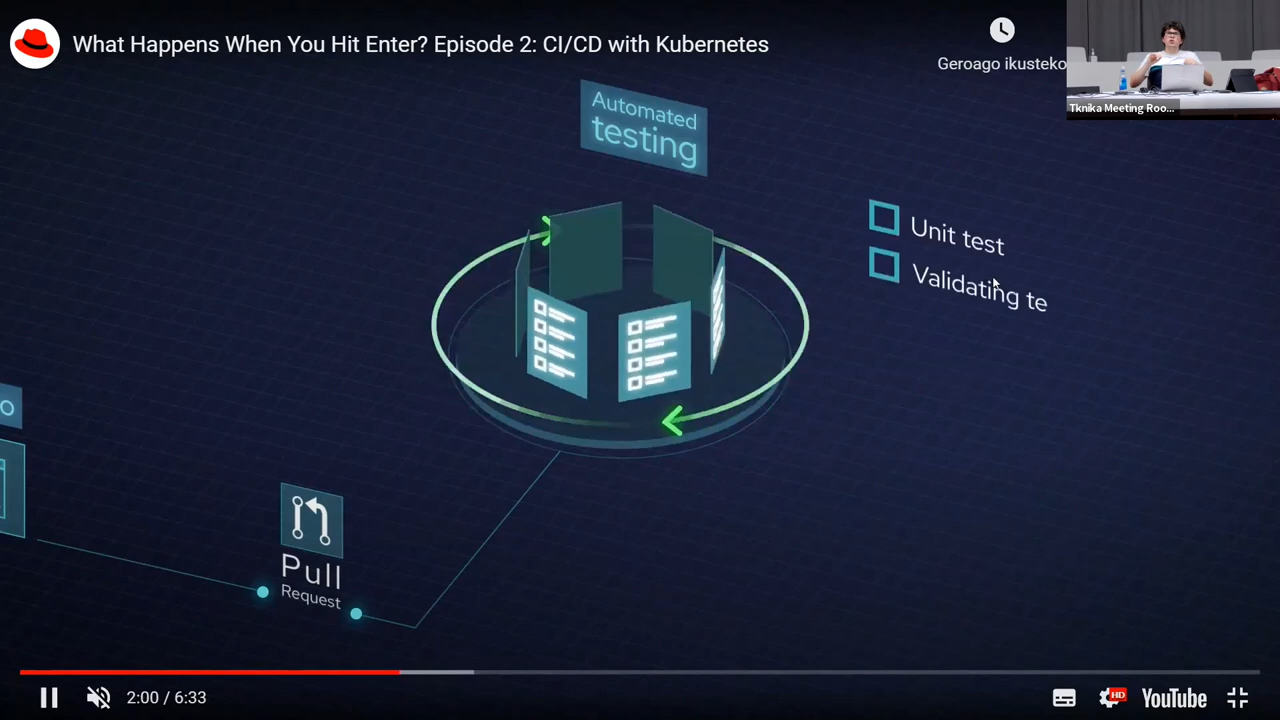 What Happens When You Hit Enter? Episode 2: CI/CD with Kubernetes
Geroago ikusteko
Tknika Meeting Roo...
Automated
testing
Unit test
Validating te
Pull
Request
2:00 / 6:33
HD
YouTube